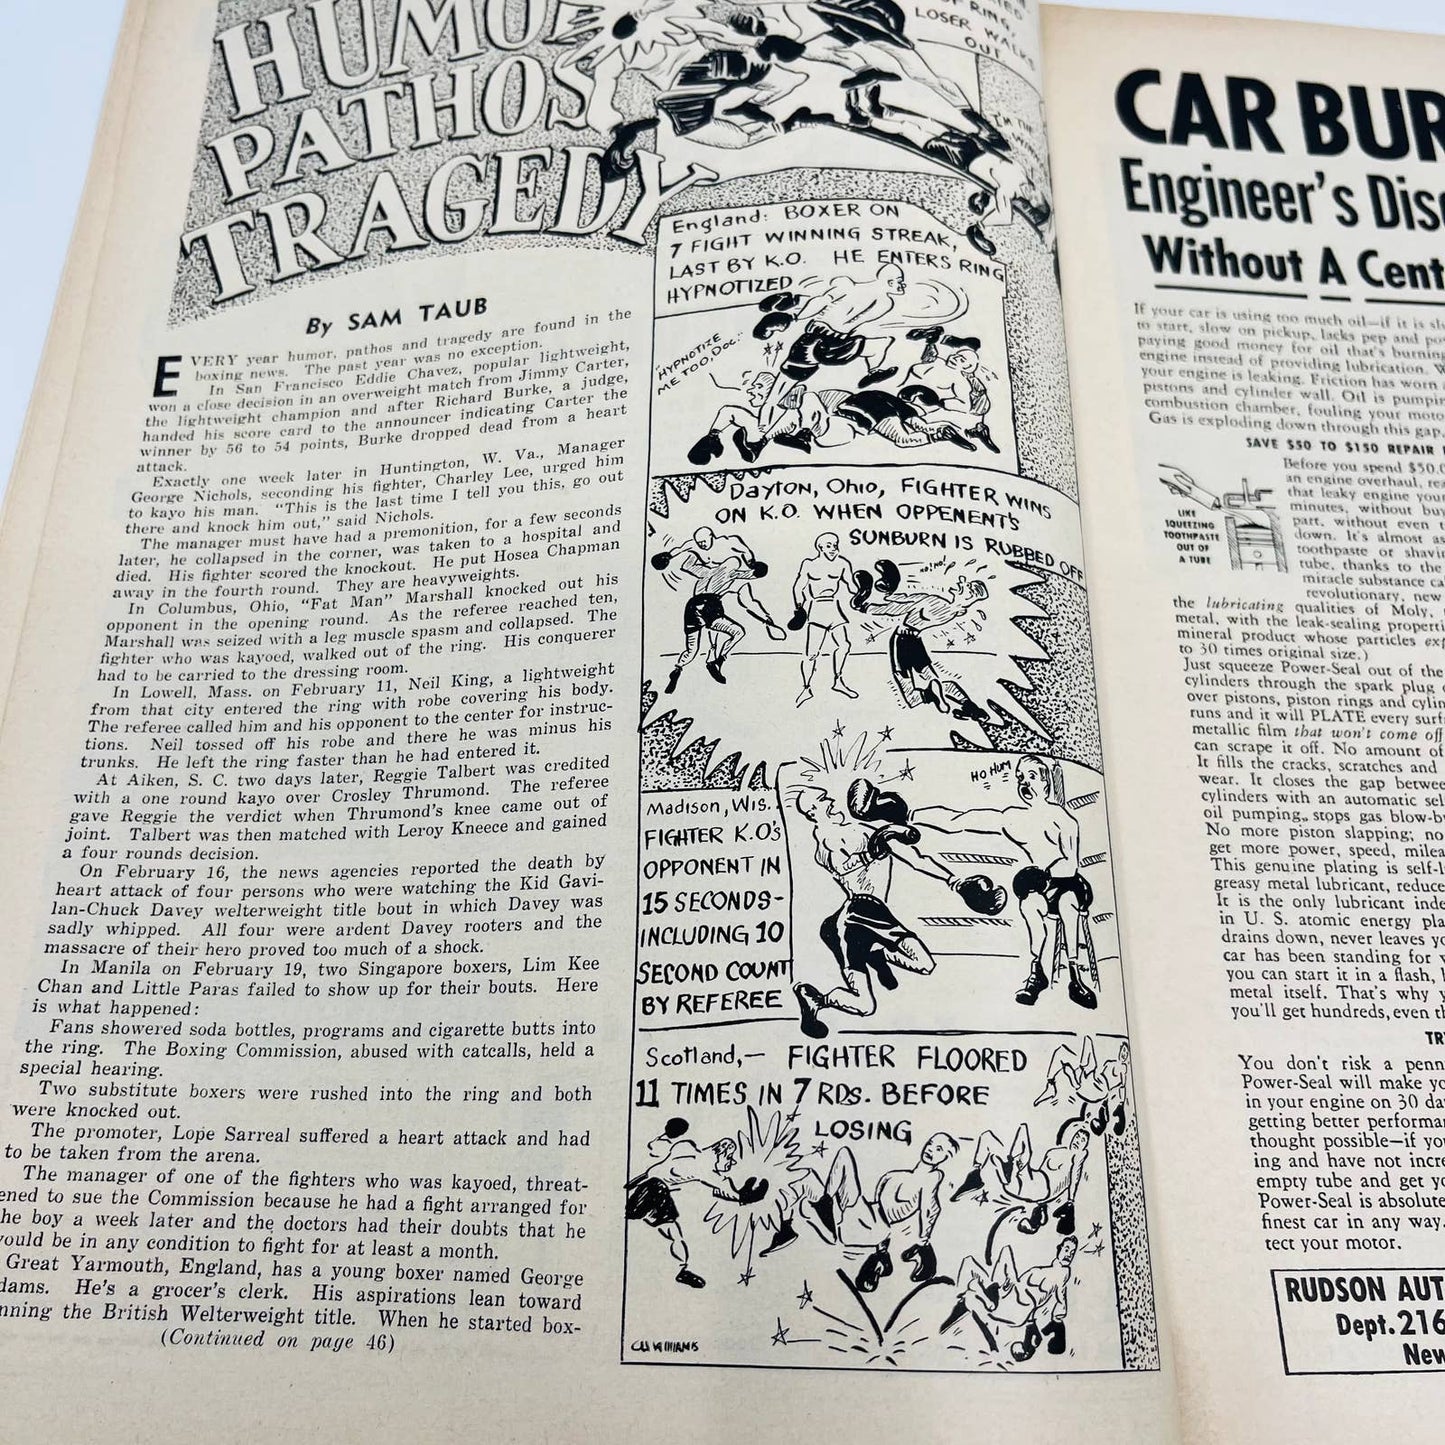 HUMO
PATHOS
TRAGEDY
By SAM TAUB
EVERY year humor, pathos and tragedy are found in the
boxing news. The past year was no exception.
In San Francisco Eddie Chavez, popular lightweight,
won a close decision in an overweight match from Jimmy Carter,
the lightweight champion and after Richard Burke, a judge,
handed his score card to the announcer indicating Carter the
winner by 56 to 54 points, Burke dropped dead from a heart
attack.
Exactly one week later in Huntington, W. Va., Manager
George Nichols, seconding his fighter, Charley Lee, urged him
to kayo his man. "This is the last time I tell you this, go out
there and knock him out," said Nichols.
The manager must have had a premonition, for a few seconds
later, he collapsed in the corner, was taken to a hospital and
died. His fighter scored the knockout. He put Hosea Chapman
away in the fourth round. They are heavyweights.
In Columbus, Ohio, "Fat Man" Marshall knocked out his
opponent in the opening round. As the referee reached ten,
Marshall was seized with a leg muscle spasm and collapsed. The
fighter who was kayoed, walked out of the ring. His conquerer
had to be carried to the dressing room.
In Lowell, Mass. on February 11, Neil King, a lightweight
from that city entered the ring with robe covering his body.
The referee called him and his opponent to the center for instruc-
tions. Neil tossed off his robe and there he was minus his
trunks. He left the ring faster than he had entered it.
At Aiken, S. C. two days later, Reggie Talbert was credited
with a one round kayo over Crosley Thrumond. The referee
gave Reggie the verdict when Thrumond's knee came out of
joint. Talbert was then matched with Leroy Kneece and gained
a four rounds decision.
On February 16, the news agencies reported the death by
heart attack of four persons who were watching the Kid Gavi-
lan-Chuck Davey welterweight title bout in which Davey was
sadly whipped. All four were ardent Davey rooters and the
massacre of their hero proved too much of a shock.
In Manila on February 19, two Singapore boxers, Lim Kee
Chan and Little Paras failed to show up for their bouts. Here
is what happened:
Fans showered soda bottles, programs and cigarette butts into
the ring. The Boxing Commission, abused with catcalls, held a
special hearing.
Two substitute boxers were rushed into the ring and both
were knocked out.
The promoter, Lope Sarreal suffered a heart attack and had
to be taken from the arena.
The manager of one of the fighters who was kayoed, threat-
ened to sue the Commission because he had a fight arranged for
he boy a week later and the doctors had their doubts that he
ould be in any condition to fight for at least a month.
Great Yarmouth, England, has a young boxer named George
dams. He's a grocer's clerk. His aspirations lean toward
nning the British Welterweight title. When he started box-
(Continued on page 46)
OF RING,
LOSER WALKS
OUT
I'M THE
England: BOXER ON
7 FIGHT WINNING STREAK,
LAST BY K.O. HE ENTERS RING
HYPNOTIZED
"HYPNOTIZE
ME TOO, DOC."
Dayton, Ohio, FIGHTER WINS
ON K.O. WHEN OPPENENT'S
SUNBURN IS RUBBED OFF
NO! NO!
Madison, Wis.
FIGHTER K.O's
OPPONENT IN
15 SECONDS-
INCLUDING 10
SECOND COUNT
BY REFEREE
HO HUM
Scotland,— FIGHTER FLOORED
11 TIMES IN 7 RDS. BEFORE
LOSING
CAR BUR
Engineer's Disc
Without A Cent
If your car is using too much oil—if it is sl
to start, slow on pickup, lacks pep and po
paying good money for oil that's burning
engine instead of providing lubrication. W
your engine is leaking. Friction has worn
pistons and cylinder wall. Oil is pumpin
combustion chamber, fouling your moto
Gas is exploding down through this gap.
SAVE $50 TO $150 REPAIR
Before you spend $50.0
an engine overhaul, rea
that leaky engine your
minutes, without buy
part, without even t
down. It's almost as
toothpaste or shavin
tube, thanks to the
miracle substance ca
revolutionary, new
LIKE
SQUEEZING
TOOTHPASTE
OUT OF
A TUBE
the lubricating qualities of Moly,
metal, with the leak-sealing properti
mineral product whose particles exp
to 30 times original size.)
Just squeeze Power-Seal out of the
cylinders through the spark plug o
over pistons, piston rings and cylin
runs and it will PLATE every surf
metallic film that won't come off
can scrape it off. No amount of
It fills the cracks, scratches and
wear. It closes the gap betwee
cylinders with an automatic sel
oil pumping, stops gas blow-b
No more piston slapping; no
get more power, speed, milea
This genuine plating is self-l
greasy metal lubricant, reduce
It is the only lubricant inde
in U. S. atomic energy pla
drains down, never leaves yo
car has been standing for w
you can start it in a flash, b
metal itself. That's why y
you'll get hundreds, even th
TR
You don't risk a penn
Power-Seal will make yo
in your engine on 30 da
getting better performa
thought possible—if yo
ing and have not incre
empty tube and get yo
Power-Seal is absolute
finest car in any way.
tect your motor.
RUDSON AUT
Dept. 216
New